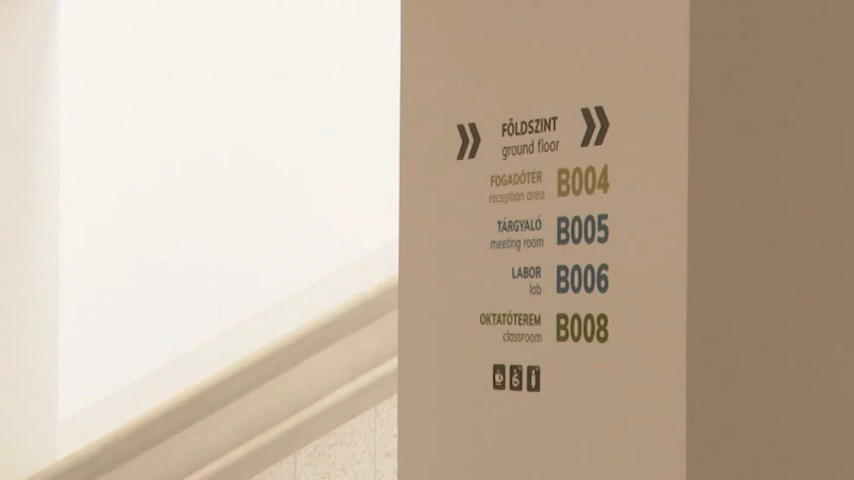 FÖLDSZINT
ground floor
FOGADÓTÉR B004
reception area
TÁRGYALÓ B005
meeting room
LABOR B006
lab
OKTATÓTEREM B008
classroom